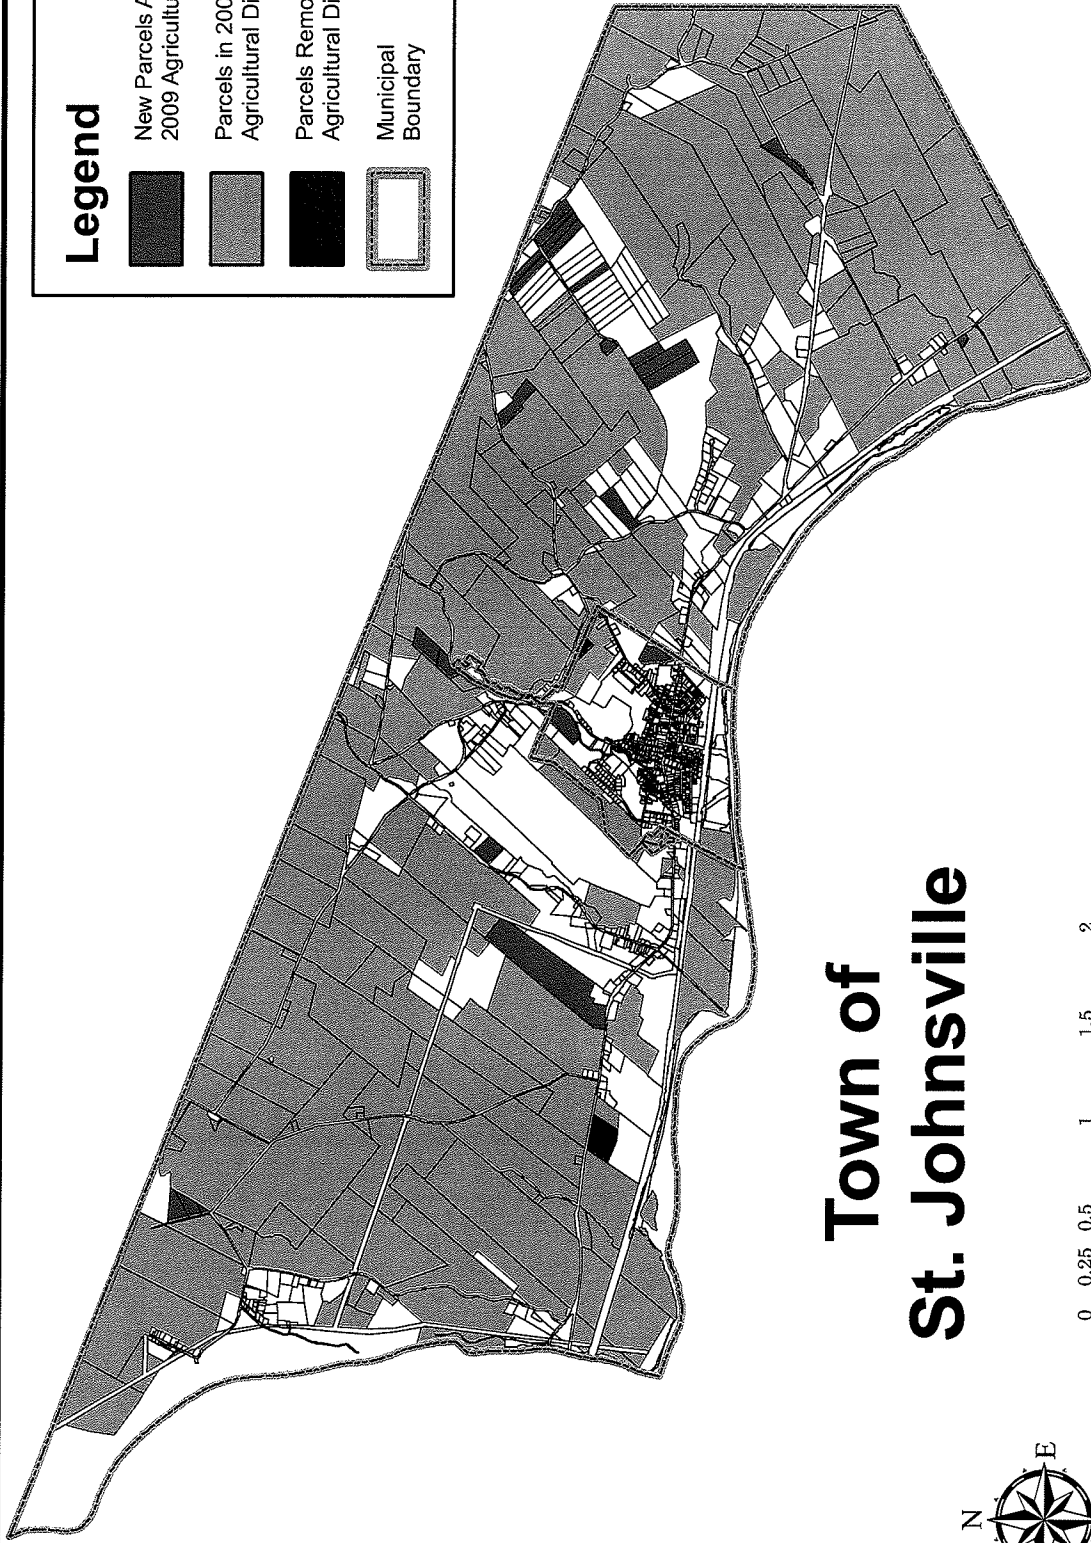 Legend
New Parcels A
2009 Agricultu
Parcels in 200
Agricultural Di
Parcels Remo
Agricultural Di
Municipal
Boundary
Town of
St. Johnsville
0 0.25 0.5 1 1.5 2
N
E